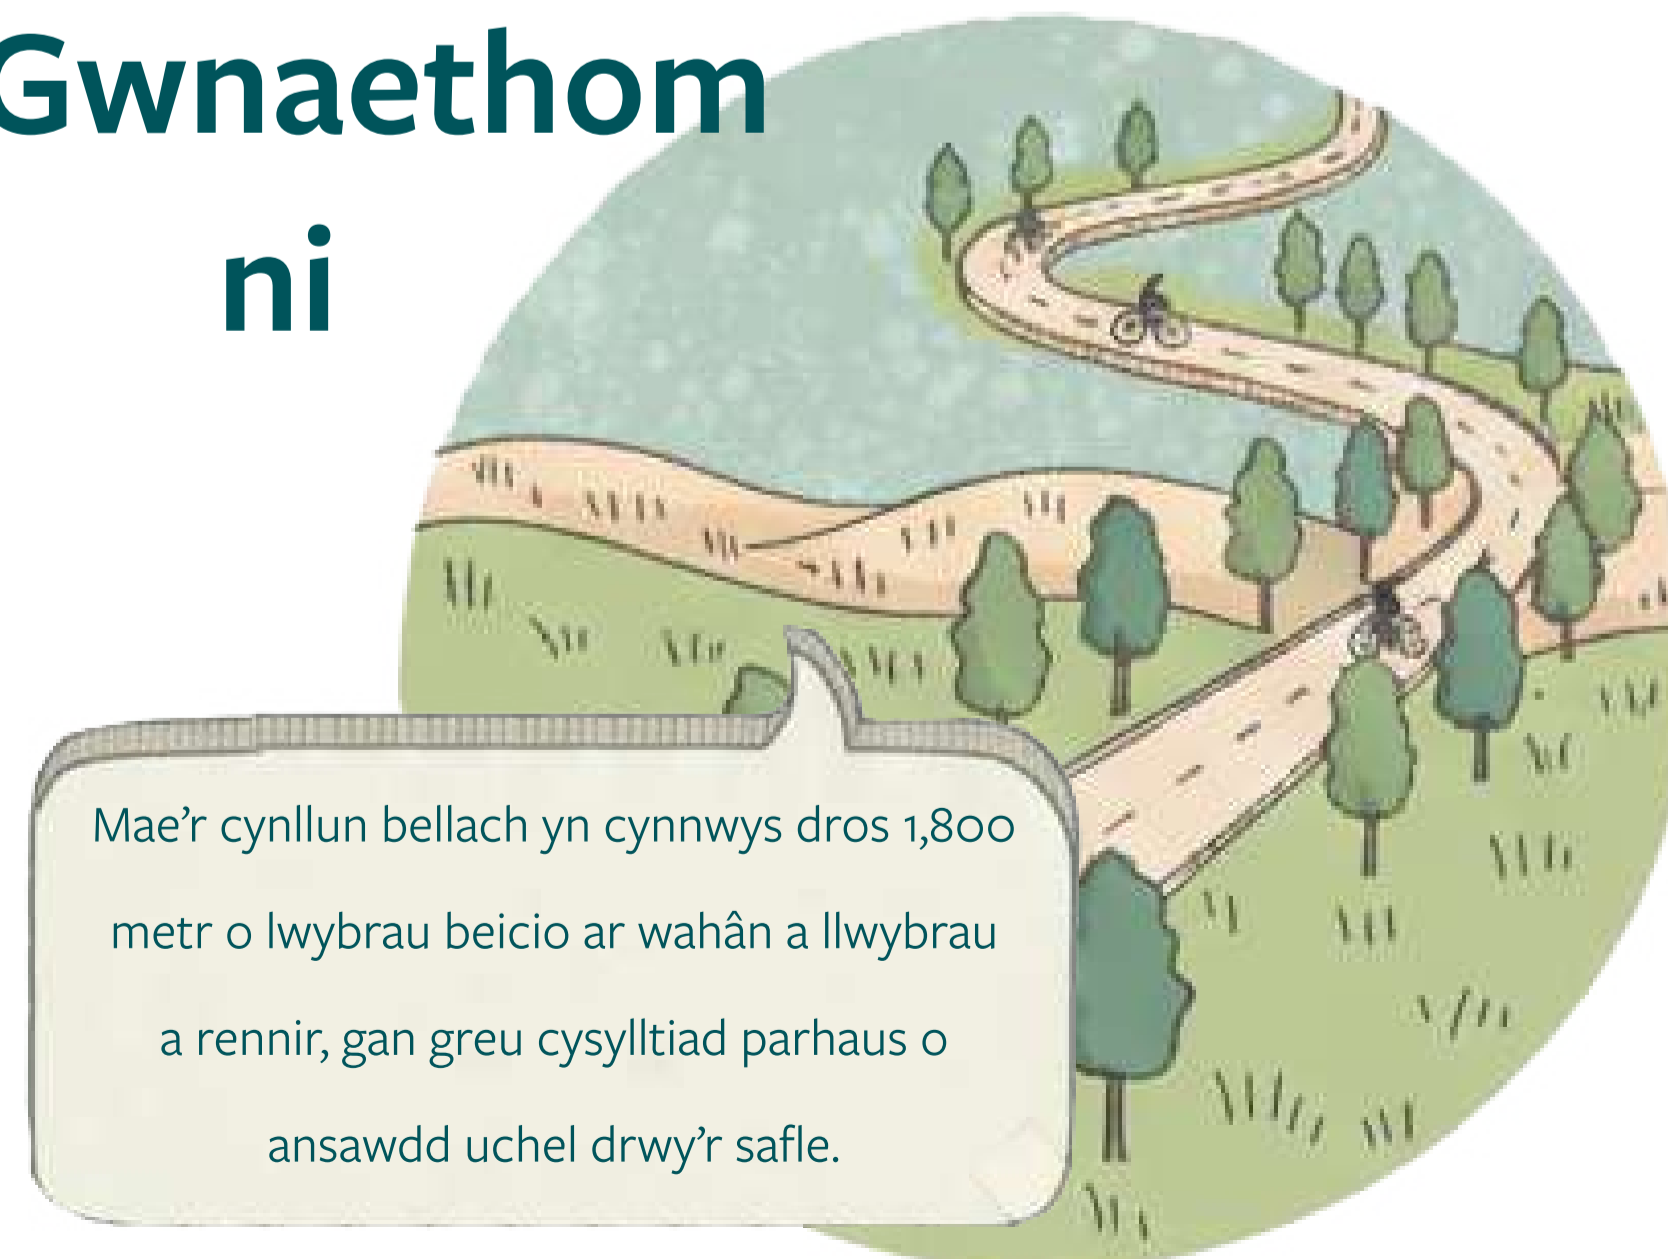 Gwnaethom
ni
Mae’r cynllun bellach yn cynnwys dros 1,800
metr o lwybrau beicio ar wahân a llwybrau
a rennir, gan greu cysylltiad parhaus o
ansawdd uchel drwy’r safle.